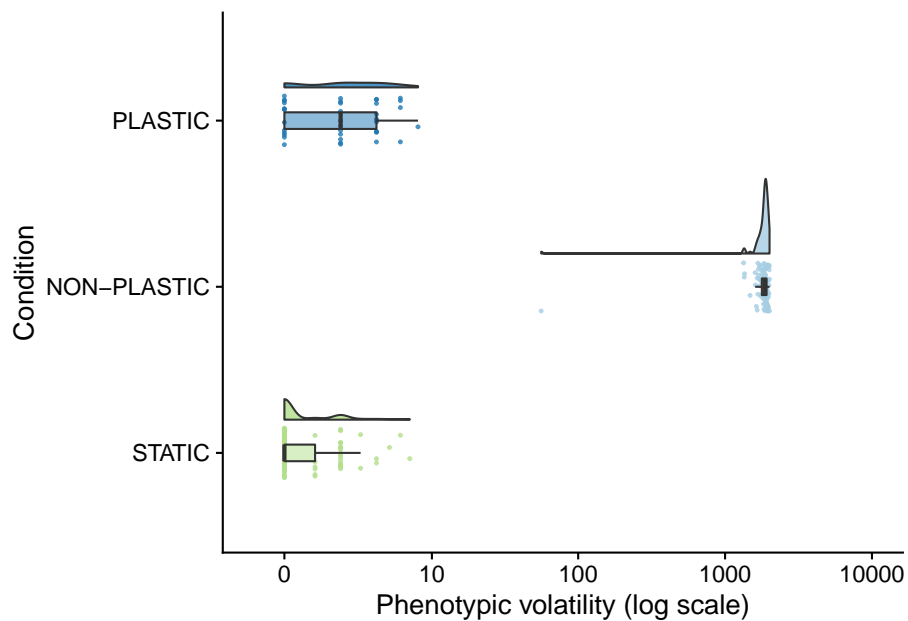 Condition
PLASTIC
NON−PLASTIC
STATIC
0 10 100 1000 10000
Phenotypic volatility (log scale)